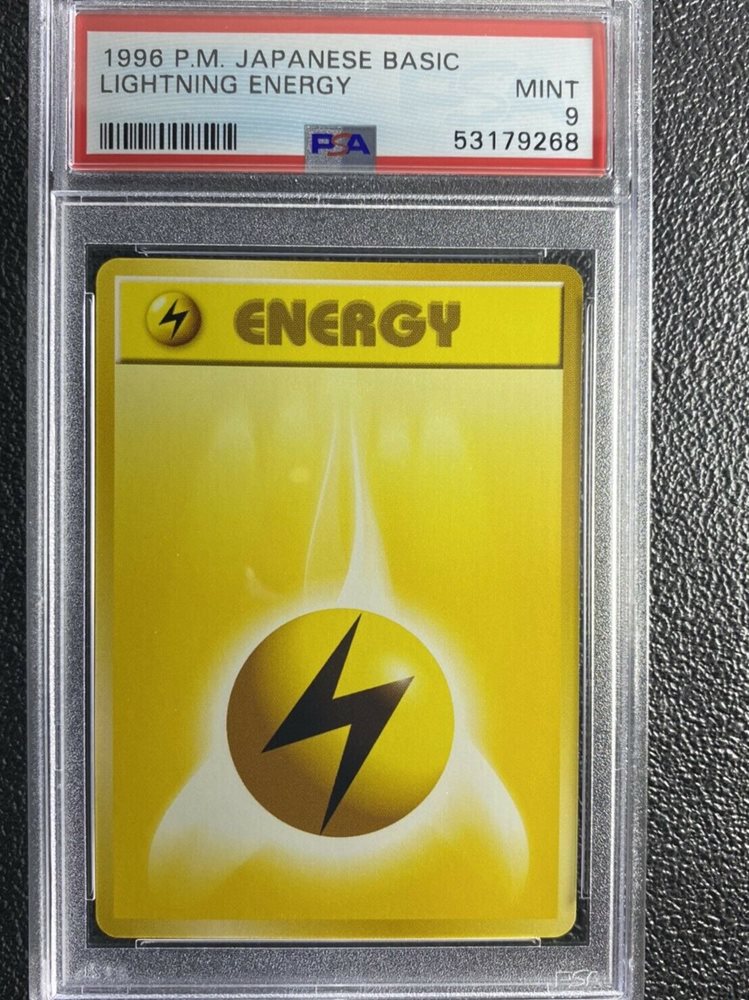 1996 P.M. JAPANESE BASIC
LIGHTNING ENERGY MINT
9
PSA 53179268
ENERGY